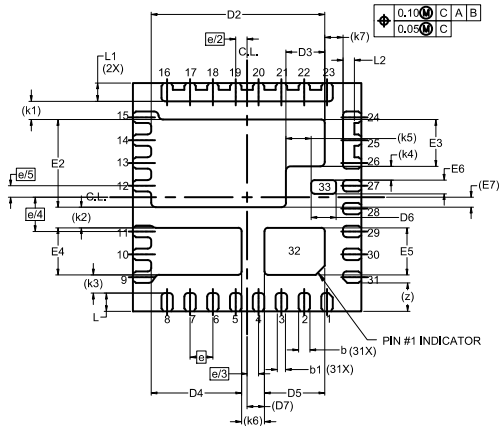 D2
0.10 M C A B
0.05 M C
e/2
D3
(k7)
C.L.
L1
(2X)
L2
16 17 18 19 20 21 22 23
(k1)
15
24
(k5)
14
25
E3
E2
(k4)
13
26
E6
e/5
12
33
27
(E7)
C.L.
28
e/4
(k2)
D6
11
29
E4
10
32
30
E5
(k3)
9
31
(z)
L
8 7 6 5 4 3 2 1
PIN #1 INDICATOR
e
b (31X)
e/3
b1 (31X)
D4
(D7)
D5
(k6)